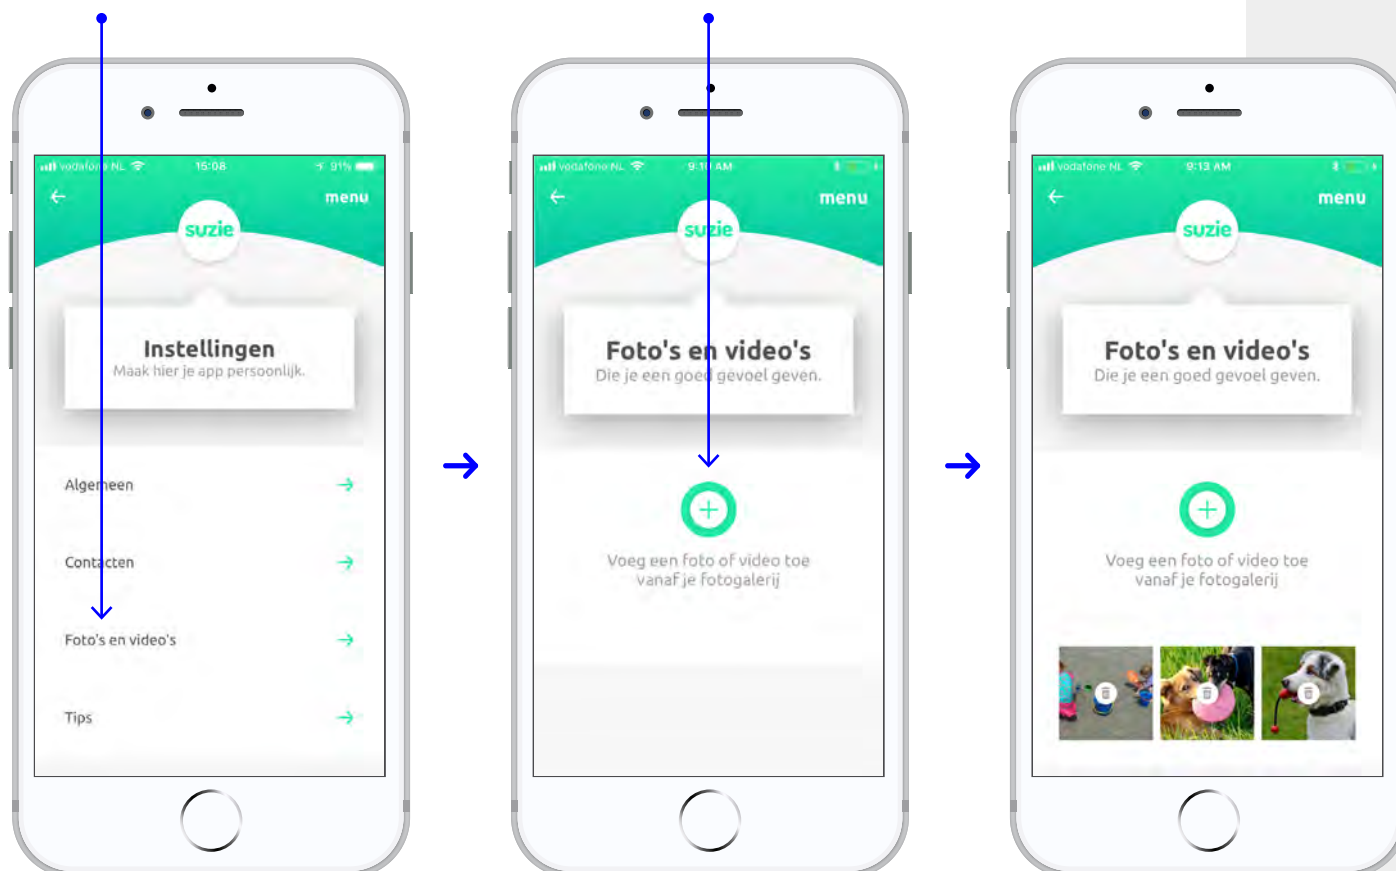 vodafone NL 15:08 91%
menu
suzie
Instellingen
Maak hier je app persoonlijk.
Algemeen
Contacten
Foto's en video's
Tips
vodafone NL AM
menu
suzie
Foto's en video's
Die je een goed gevoel geven.
Voeg een foto of video toe
vanaf je fotogalerij
vodafone NL 9:13 AM
menu
suzie
Foto's en video's
Die je een goed gevoel geven.
Voeg een foto of video toe
vanaf je fotogalerij